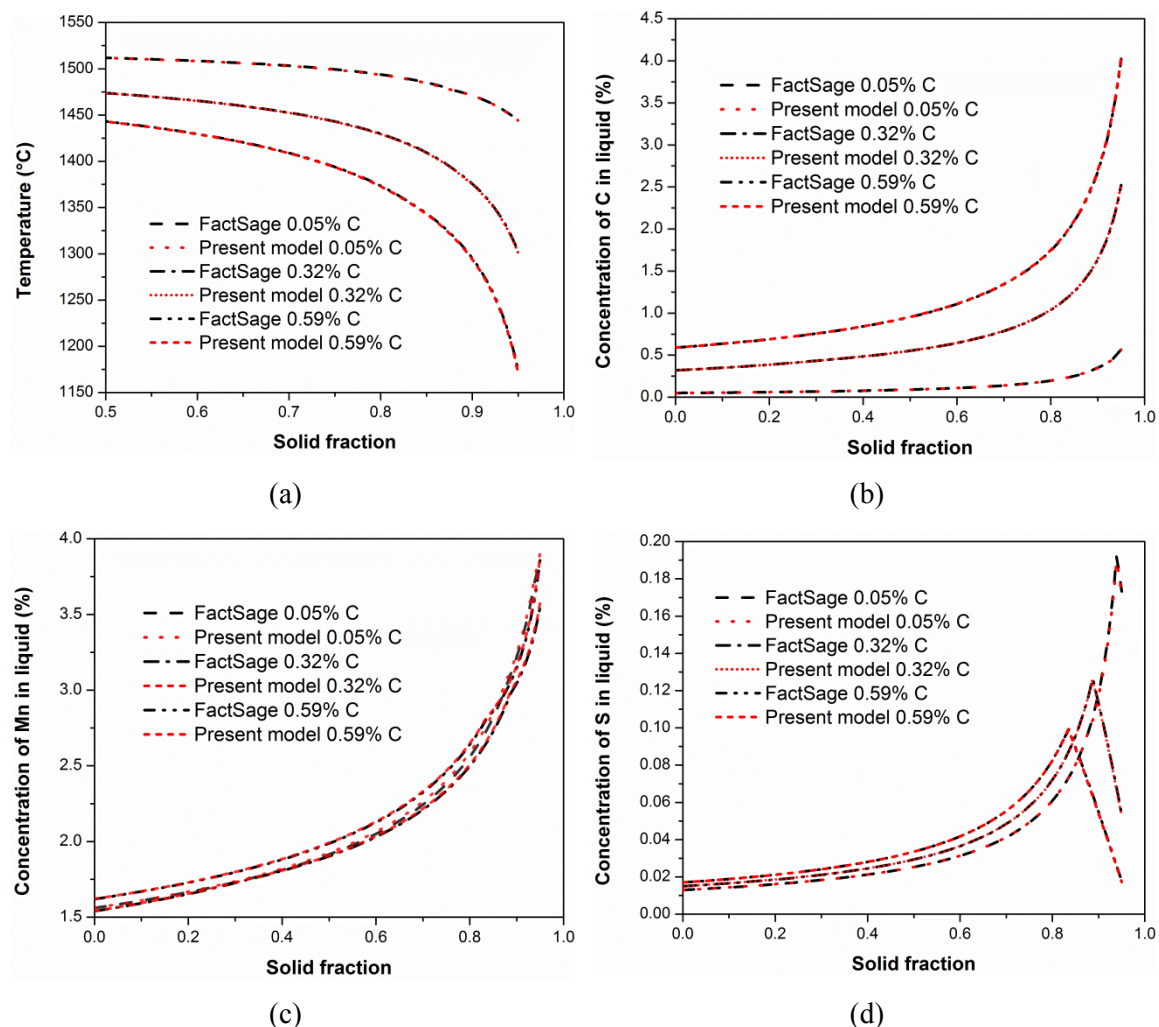 1550
1500
1450
1400
1350
1300
1250
1200
1150
Temperature (°C)
FactSage 0.05% C
Present model 0.05% C
FactSage 0.32% C
Present model 0.32% C
FactSage 0.59% C
Present model 0.59% C
0.5 0.6 0.7 0.8 0.9 1.0
Solid fraction
(a)
4.5
4.0
3.5
3.0
2.5
2.0
1.5
1.0
0.5
0.0
Concentration of C in liquid (%)
FactSage 0.05% C
Present model 0.05% C
FactSage 0.32% C
Present model 0.32% C
FactSage 0.59% C
Present model 0.59% C
0.0 0.2 0.4 0.6 0.8 1.0
Solid fraction
(b)
4.0
3.5
3.0
2.5
2.0
1.5
Concentration of Mn in liquid (%)
FactSage 0.05% C
Present model 0.05% C
FactSage 0.32% C
Present model 0.32% C
FactSage 0.59% C
Present model 0.59% C
0.0 0.2 0.4 0.6 0.8 1.0
Solid fraction
(c)
0.20
0.18
0.16
0.14
0.12
0.10
0.08
0.06
0.04
0.02
0.00
Concentration of S in liquid (%)
FactSage 0.05% C
Present model 0.05% C
FactSage 0.32% C
Present model 0.32% C
FactSage 0.59% C
Present model 0.59% C
0.0 0.2 0.4 0.6 0.8 1.0
Solid fraction
(d)